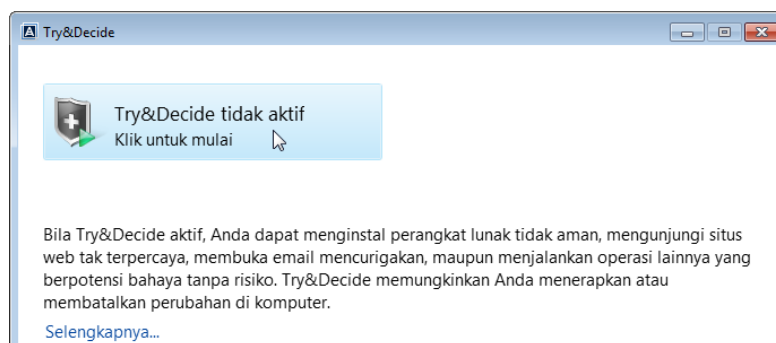 Try&Decide
Try&Decide tidak aktif
Klik untuk mulai
Bila Try&Decide aktif, Anda dapat menginstal perangkat lunak tidak aman, mengunjungi situs
web tak terpercaya, membuka email mencurigakan, maupun menjalankan operasi lainnya yang
berpotensi bahaya tanpa risiko. Try&Decide memungkinkan Anda menerapkan atau
membatalkan perubahan di komputer.
Selengkapnya...